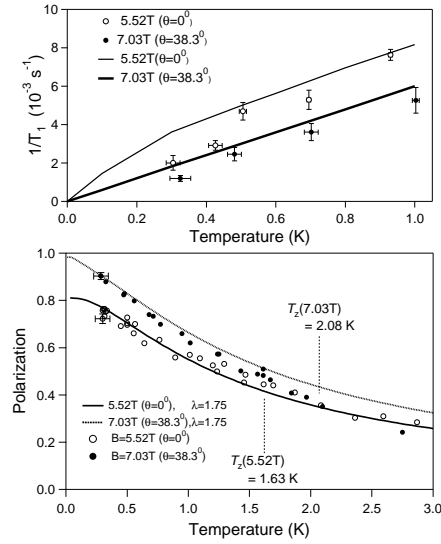 5.52T (θ=0⁰)
7.03T (θ=38.3⁰)
5.52T(θ=0⁰)
7.03T (θ=38.3⁰)
8
6
4
2
0
1/T₁ (10⁻³ s⁻¹)
0.0 0.2 0.4 0.6 0.8 1.0
Temperature (K)
1.0
0.8
0.6
0.4
0.2
0.0
Polarization
T_z(7.03T)
= 2.08 K
5.52T (θ=0⁰), λ=1.75
7.03T (θ=38.3⁰),λ=1.75
B=5.52T(θ=0⁰)
B=7.03T(θ=38.3⁰)
T_z(5.52T)
= 1.63 K
0.0 0.5 1.0 1.5 2.0 2.5 3.0
Temperature (K)